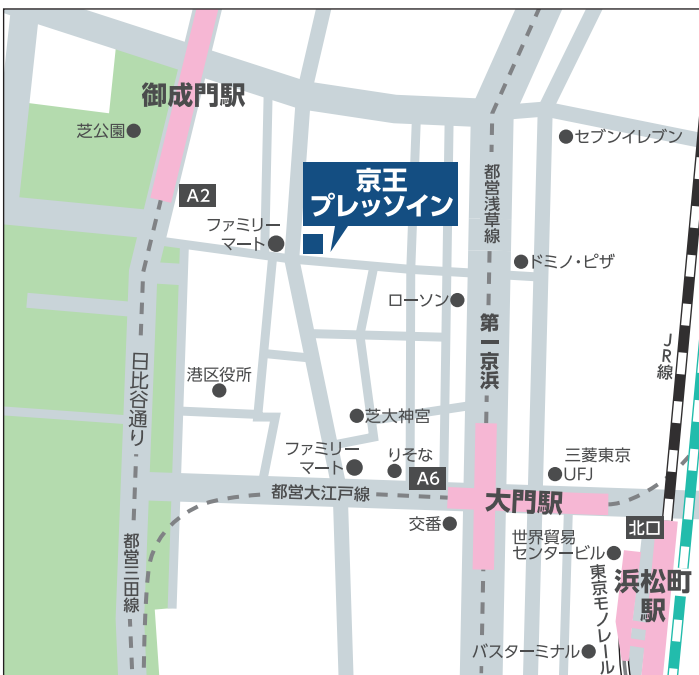 御成門駅
芝公園
セブンイレブン
京王
プレッソイン
都営浅草線
A2
ファミリー
マート
ドミノ・ピザ
ローソン
第一京浜
JR線
日比谷通り
港区役所
芝大神宮
ファミリー
マート
りそな
A6
三菱東京
UFJ
都営大江戸線
大門駅
交番
北口
世界貿易
センタービル
都営三田線
浜松町
駅
東京モノレール
バスターミナル